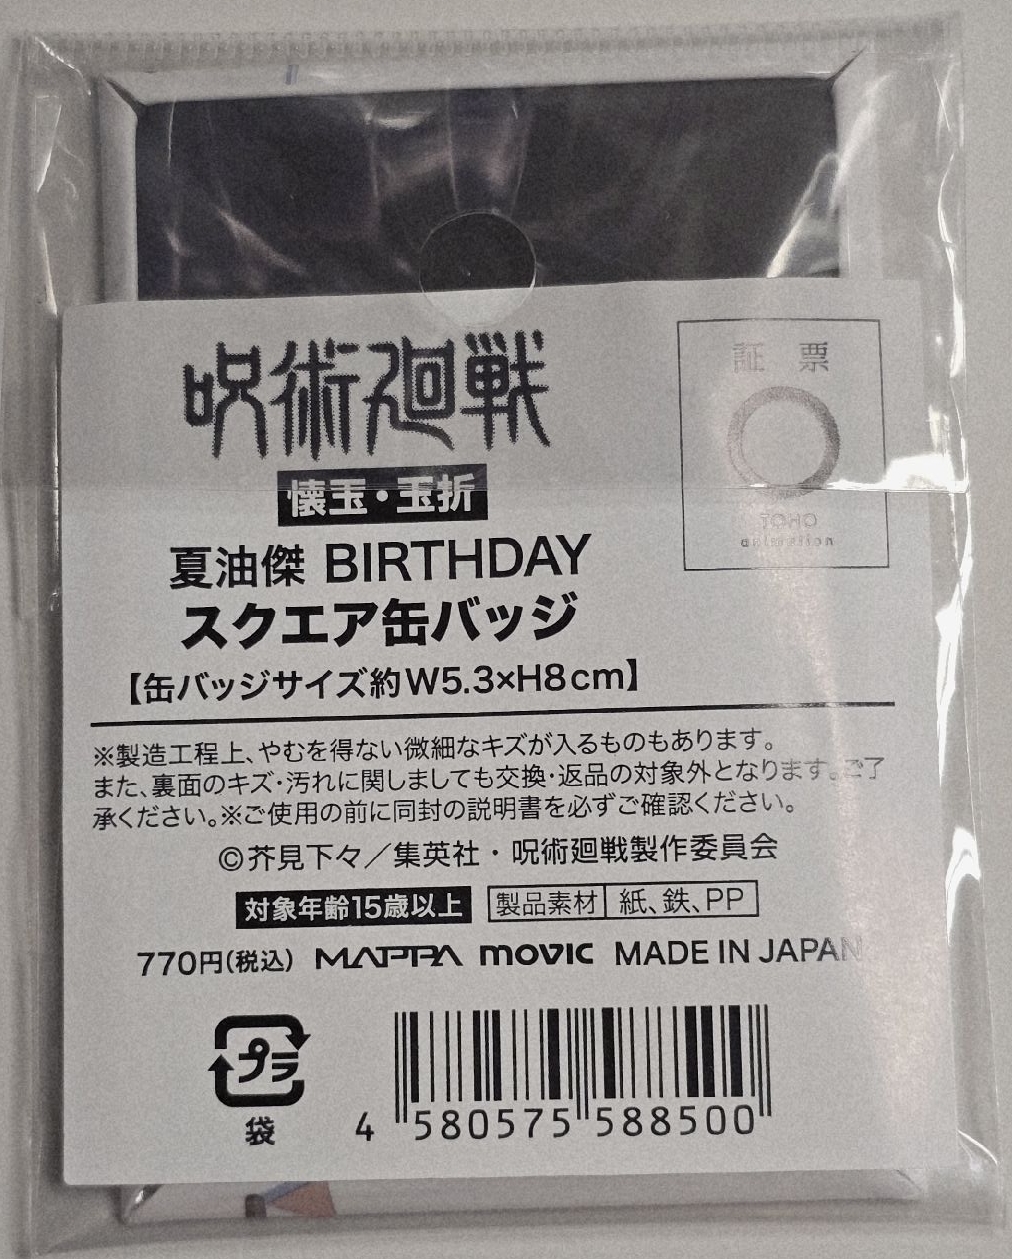 呪術廻戦
懐玉・玉折
夏油傑 BIRTHDAY
スクエア缶バッジ
【缶バッジサイズ約W5.3×H8cm】
証 票
TOHO
animation
※製造工程上、やむを得ない微細なキズが入るものもあります。
また、裏面のキズ・汚れに関しましても交換・返品の対象外となります。ご了
承ください。※ご使用の前に同封の説明書を必ずご確認ください。
©芥見下々／集英社・呪術廻戦製作委員会
対象年齢15歳以上 製品素材 紙、鉄、PP
770円(税込) MAPPA movic MADE IN JAPAN
プラ
袋
4 580575 588500